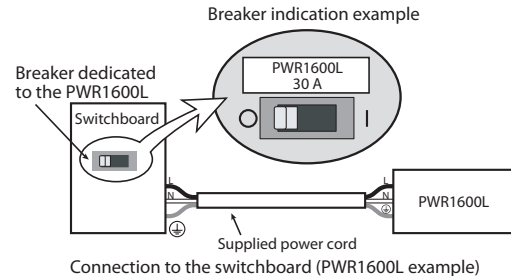 Breaker indication example
PWR1600L
30 A
Breaker dedicated
to the PWR1600L
Switchboard
L
N
L
N
PWR1600L
Supplied power cord
Connection to the switchboard (PWR1600L example)